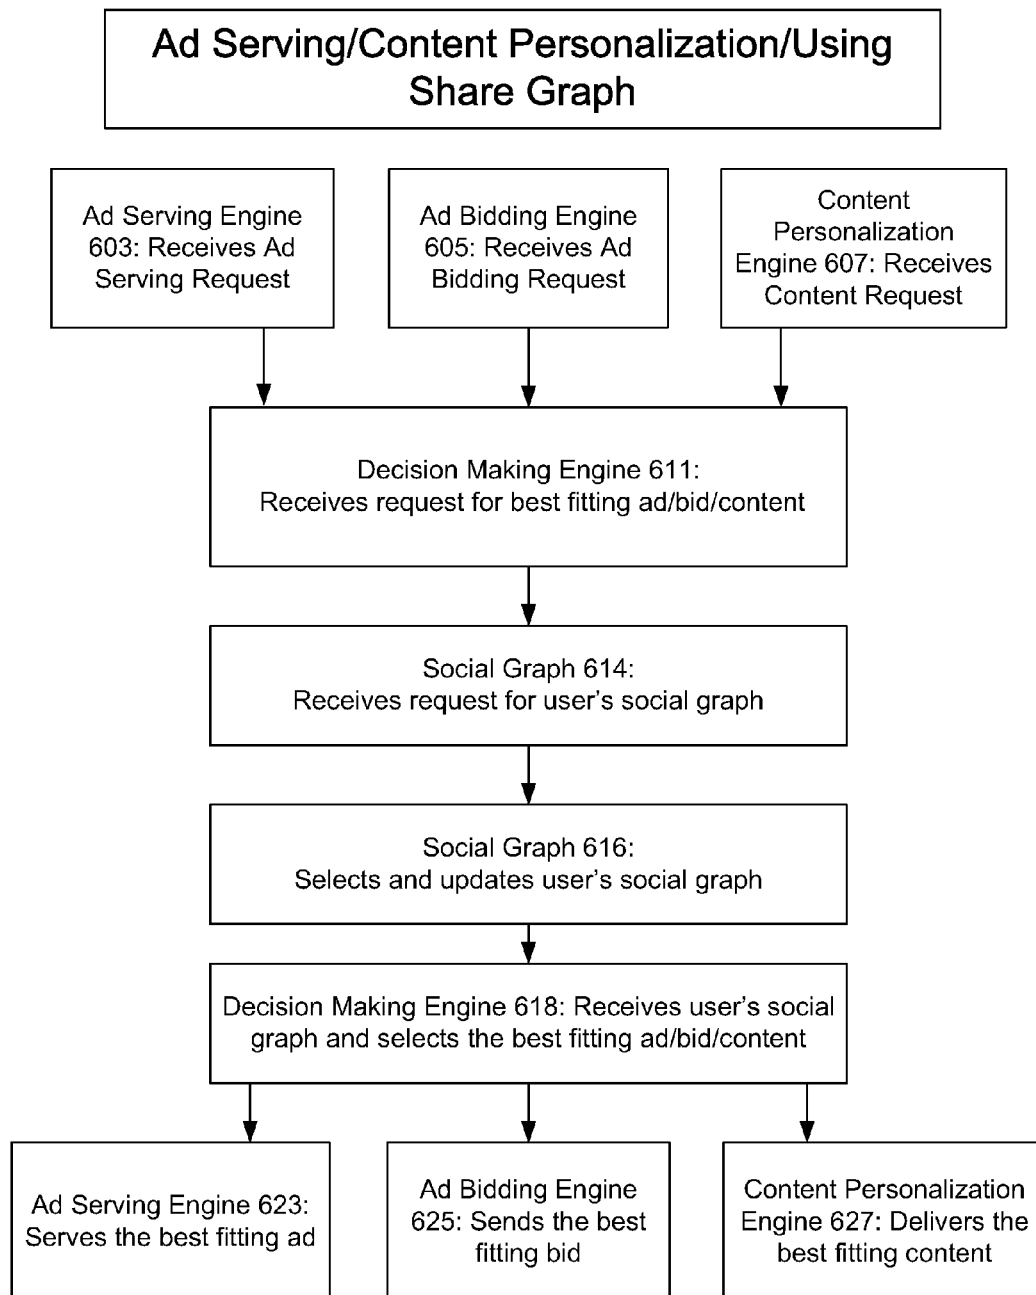 Ad Serving/Content Personalization/Using
Share Graph
Ad Serving Engine
603: Receives Ad
Serving Request
Ad Bidding Engine
605: Receives Ad
Bidding Request
Content
Personalization
Engine 607: Receives
Content Request
Decision Making Engine 611:
Receives request for best fitting ad/bid/content
Social Graph 614:
Receives request for user's social graph
Social Graph 616:
Selects and updates user's social graph
Decision Making Engine 618: Receives user's social
graph and selects the best fitting ad/bid/content
Ad Serving Engine 623:
Serves the best fitting ad
Ad Bidding Engine
625: Sends the best
fitting bid
Content Personalization
Engine 627: Delivers the
best fitting content